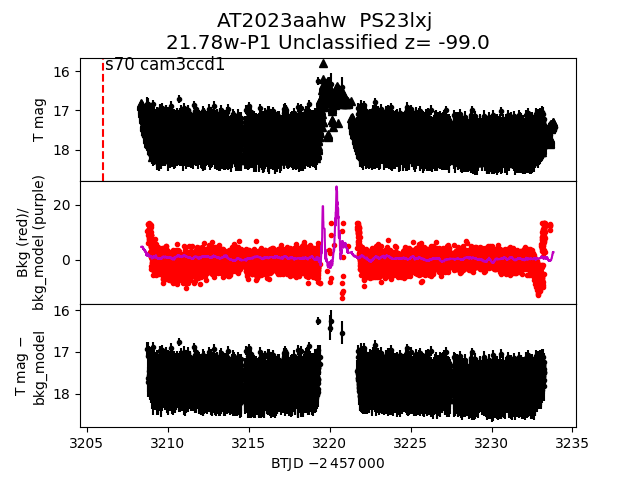 AT2023aahw PS23lxj
21.78w-P1 Unclassified z= -99.0
s70 cam3ccd1
T mag
16
17
18
Bkg (red)/
bkg_model (purple)
20
0
T mag −
bkg_model
16
17
18
3205 3210 3215 3220 3225 3230 3235
BTJD −2 457 000